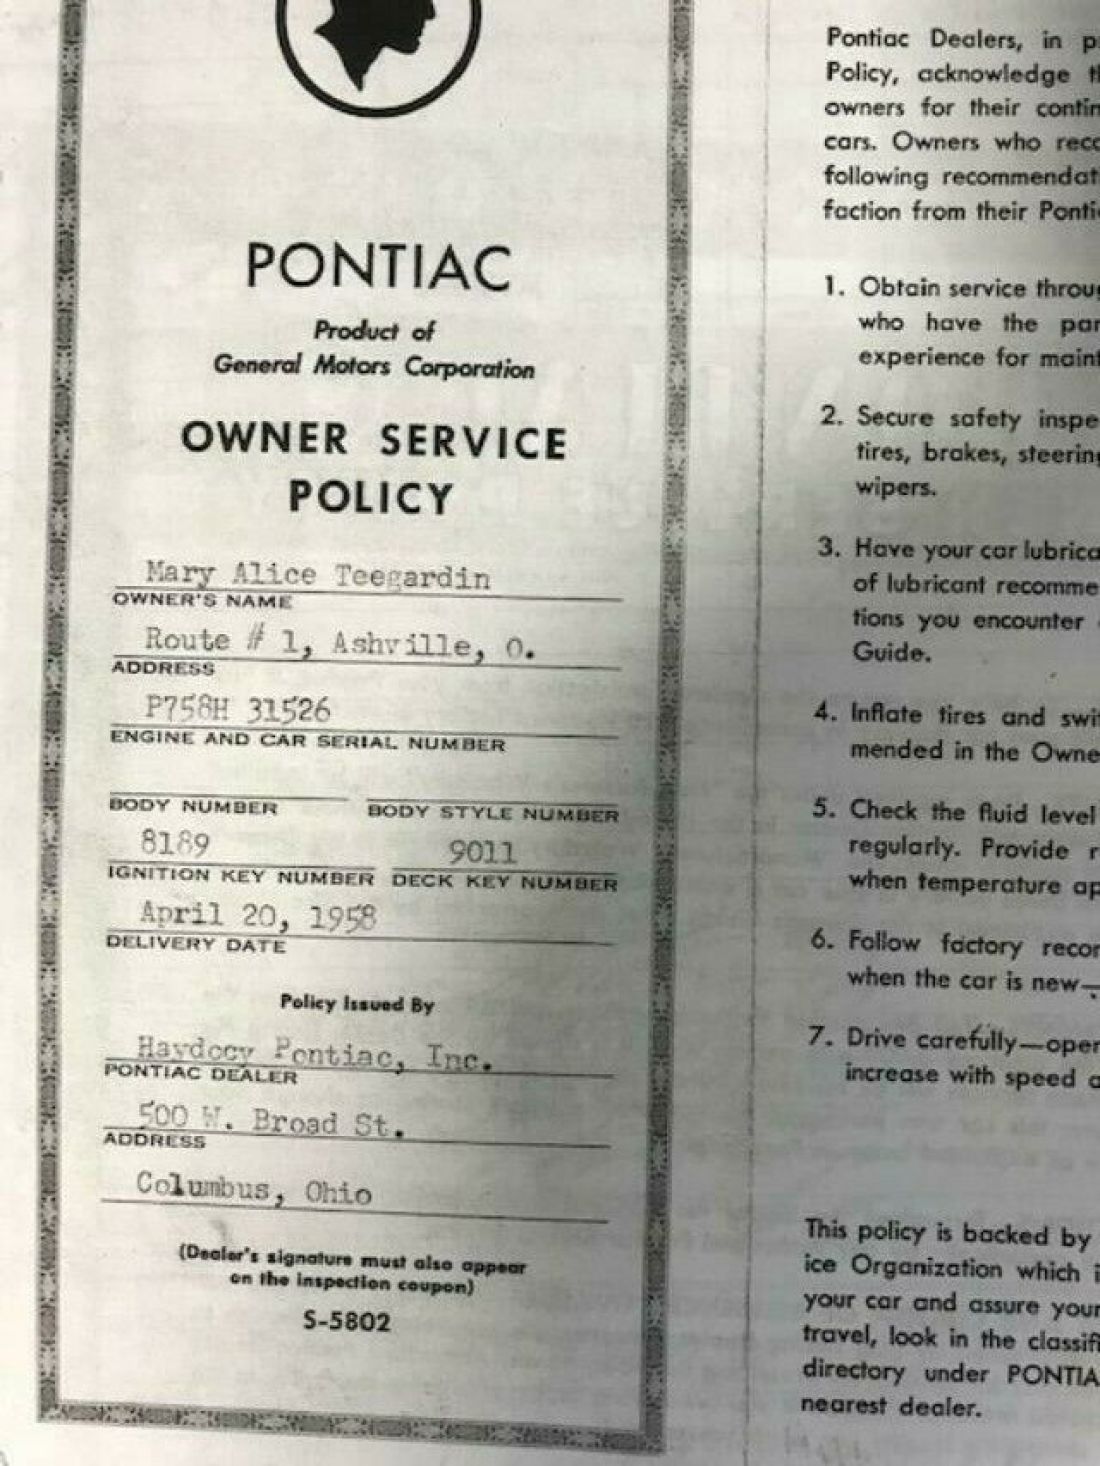 PONTIAC
Product of
General Motors Corporation
OWNER SERVICE
POLICY
Mary Alice Teegardin
OWNER'S NAME
Route # 1, Ashville, O.
ADDRESS
P758H 31526
ENGINE AND CAR SERIAL NUMBER
BODY NUMBER BODY STYLE NUMBER
8189 9011
IGNITION KEY NUMBER DECK KEY NUMBER
April 20, 1958
DELIVERY DATE
Policy Issued By
Haydocy Pontiac, Inc.
PONTIAC DEALER
500 W. Broad St.
ADDRESS
Columbus, Ohio
(Dealer's signature must also appear
on the inspection coupon)
S-5802
Pontiac Dealers, in
Policy, acknowledge
owners for their
cars. Owners who
following
faction from their
1. Obtain service
who have the
experience for
2. Secure safety
tires, brakes,
wipers.
3. Have your car
of lubricant
tions you encounter
Guide.
4. Inflate tires and
mended in the
5. Check the fluid level
regularly. Provide
when temperature
6. Follow factory
when the car is new—
7. Drive carefully—
increase with speed
This policy is backed by
ice Organization which
your car and assure
travel, look in the
directory under
nearest dealer.